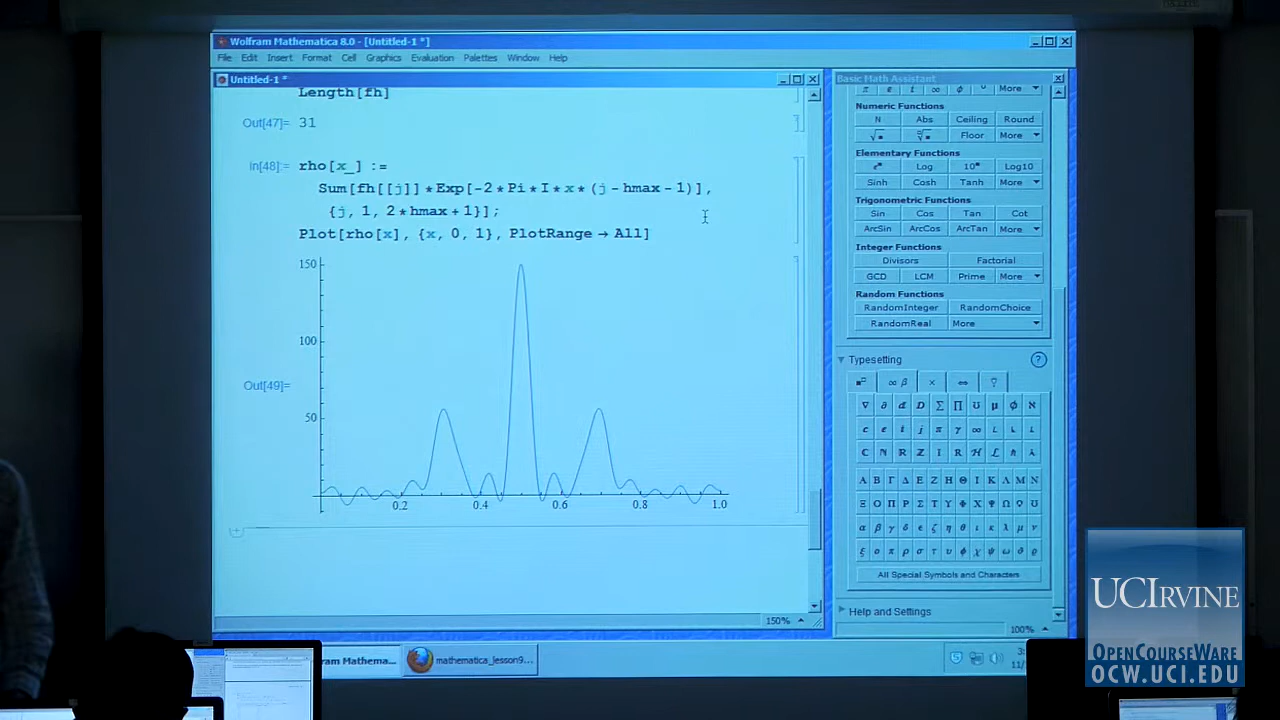 Wolfram Mathematica 8.0 - [Untitled-1 *]
File Edit Insert Format Cell Graphics Evaluation Palettes Window Help
Untitled-1 *
Length[fh]
Out[47]= 31
In[48]:= rho[x_] :=
Sum[fh[[j]]*Exp[-2*Pi*I*x*(j-hmax-1)],
{j, 1, 2*hmax+1}];
Plot[rho[x], {x, 0, 1}, PlotRange → All]
150
100
Out[49]=
50
0.2 0.4 0.6 0.8 1.0
150%
Basic Math Assistant
π e i ∞ ϕ More
Numeric Functions
N Abs Ceiling Round
Floor More
Elementary Functions
Log Log10
Sinh Cosh Tanh More
Trigonometric Functions
Sin Cos Tan Cot
ArcSin ArcCos ArcTan More
Integer Functions
Divisors Factorial
GCD LCM Prime More
Random Functions
RandomInteger RandomChoice
RandomReal More
Typesetting ?
All Special Symbols and Characters
Help and Settings
100%
fram Mathema...
mathematica_lesson9...
UCIRVINE
OPENCOURSEWARE
OCW.UCI.EDU